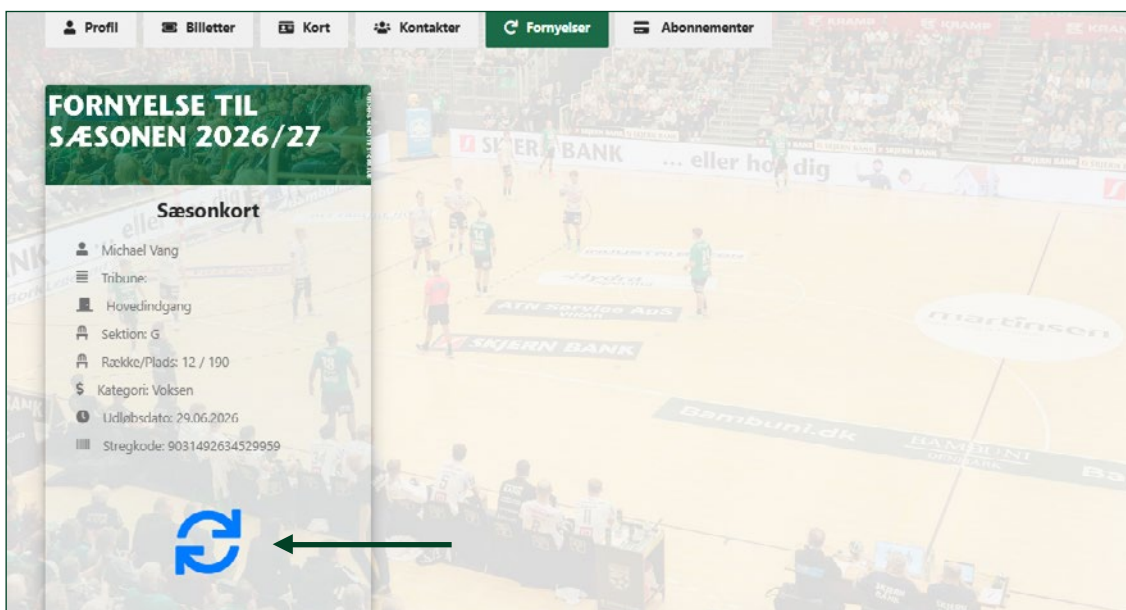 Profil
Billetter
Kort
Kontakter
Fornyelser
Abonnementer
FORNYELSE TIL
SÆSONEN 2026/27
Sæsonkort
Michael Vang
Tribune:
Hovedindgang
Sektion: G
Række/Plads: 12 / 190
Kategori: Voksen
Udløbsdato: 29.06.2026
Stregkode: 9031492634529959
SKJERN BANK ... eller hos dig
martinsen
ATN Service ApS
SKJERN BANK
Bambuni.dk
BAMBONI
DENMARK